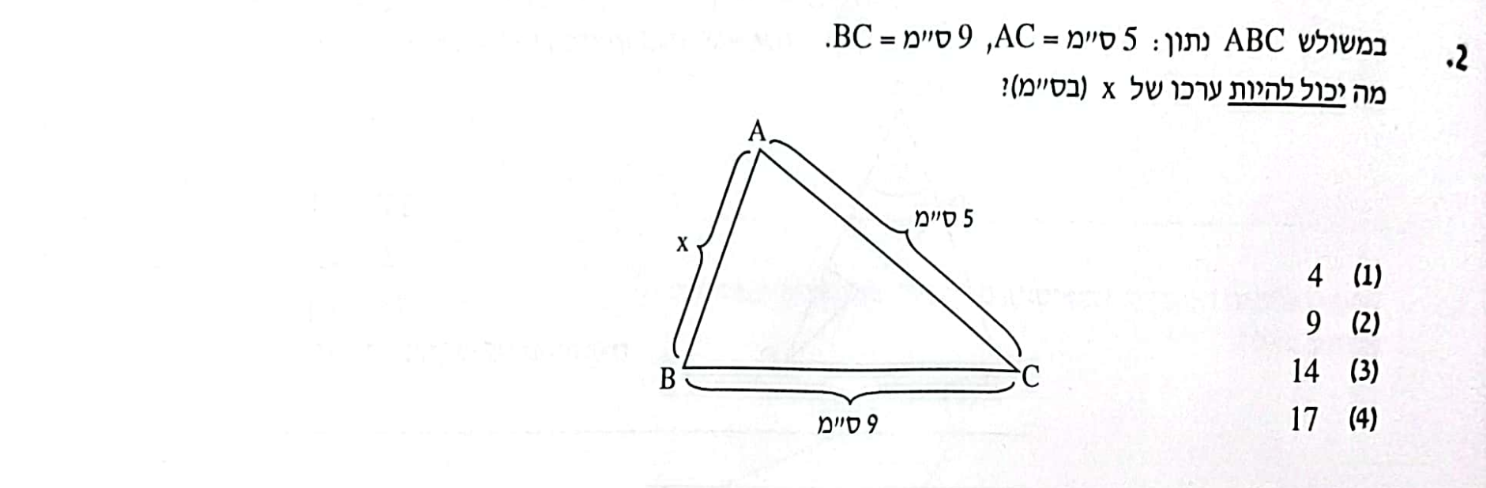 2. במשולש ABC נתון: 5 ס"מ = AC, 9 ס"מ = BC.
מה יכול להיות ערכו של x (בס"מ)?
A
5 ס"מ
x
B
C
9 ס"מ
(1) 4
(2) 9
(3) 14
(4) 17